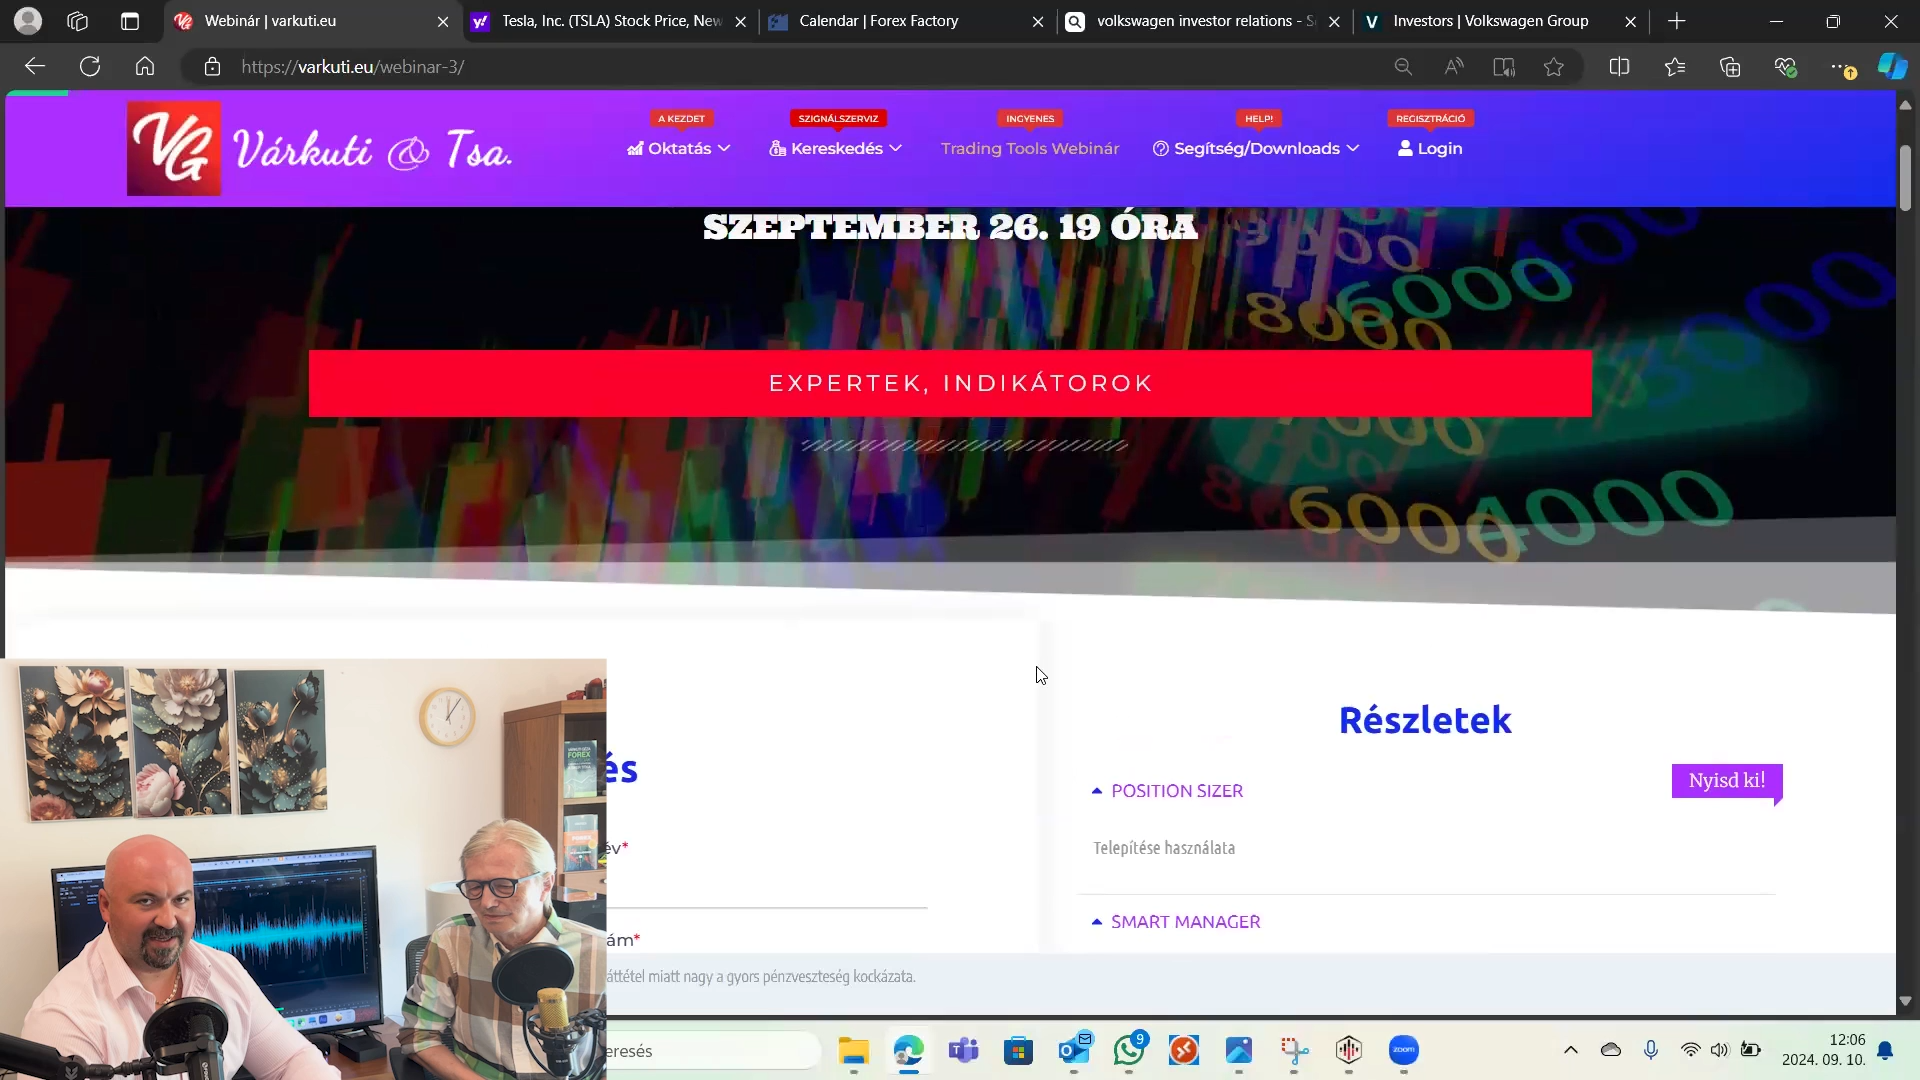 Webinár | varkuti.eu
Tesla, Inc. (TSLA) Stock Price, New
Calendar | Forex Factory
volkswagen investor relations - S
Investors | Volkswagen Group
https://varkuti.eu/webinar-3/
VG
Várkuti & Tsa.
A KEZDET
SZIGNÁLSZERVIZ
INGYENES
HELP!
REGISZTRÁCIÓ
Oktatás
Kereskedés
Trading Tools Webinár
Segítség/Downloads
Login
SZEPTEMBER 26. 19 ÓRA
EXPERTEK, INDIKÁTOROK
Részletek
Nyisd ki!
POSITION SIZER
Telepítése használata
SMART MANAGER
és
év*
ám*
áttétel miatt nagy a gyors pénzveszteség kockázata.
FOREX
eresés
9
zoom
12:06
2024. 09. 10.